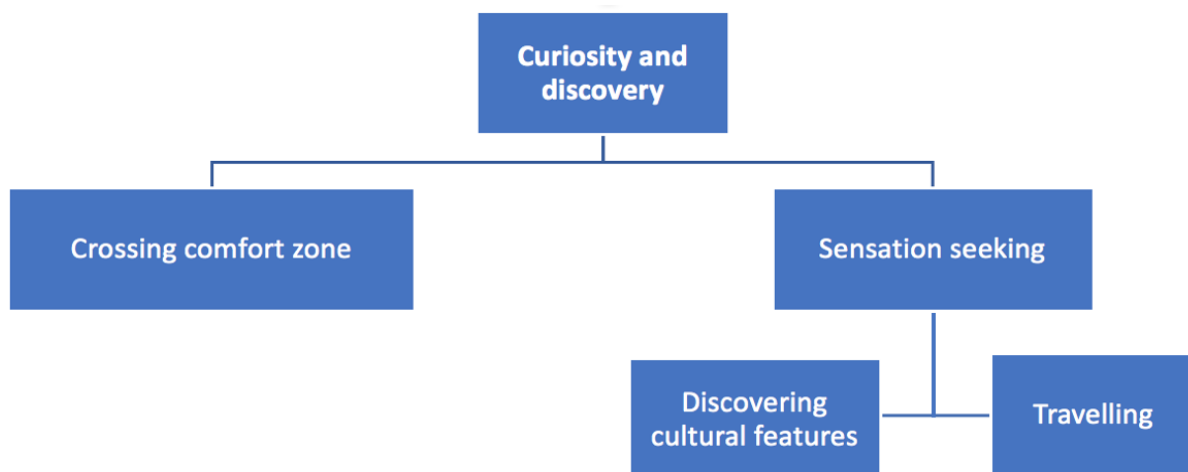 Curiosity and
discovery
Crossing comfort zone
Sensation seeking
Discovering
cultural features
Travelling